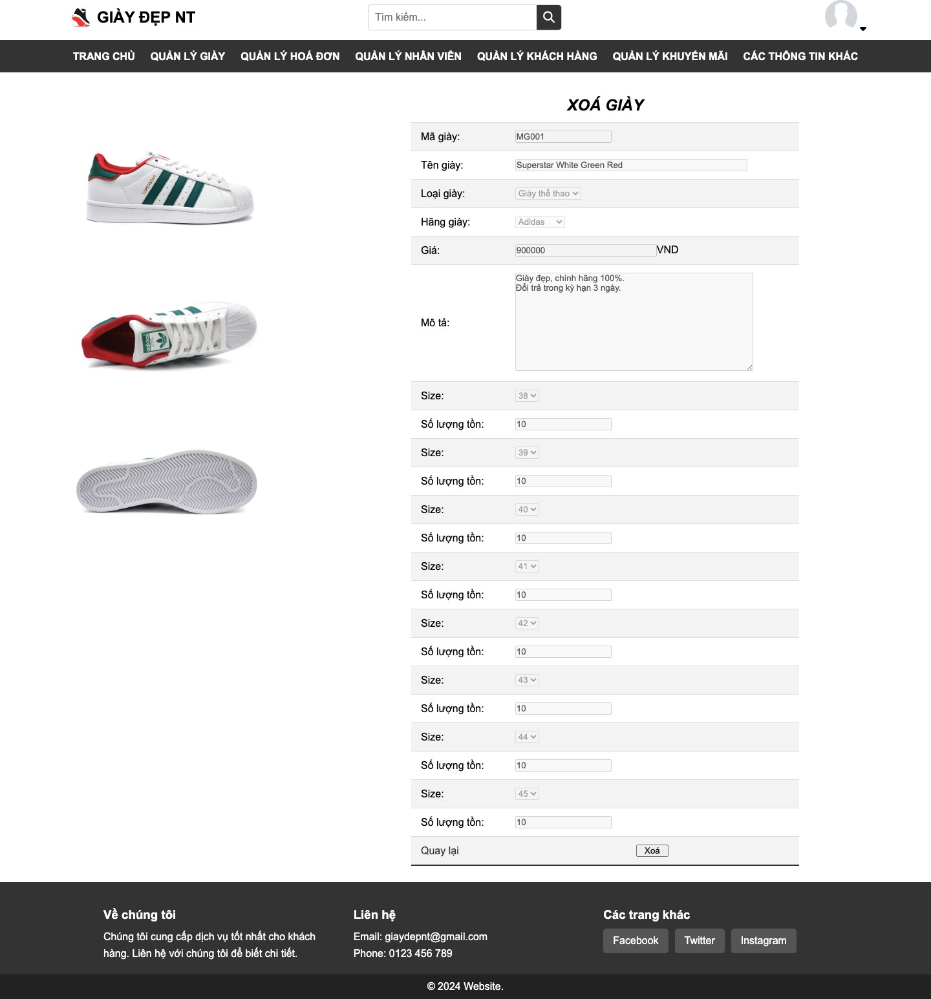 GIÀY ĐẸP NT
Tìm kiếm...
TRANG CHỦ QUẢN LÝ GIÀY QUẢN LÝ HOÁ ĐƠN QUẢN LÝ NHÂN VIÊN QUẢN LÝ KHÁCH HÀNG QUẢN LÝ KHUYẾN MÃI CÁC THÔNG TIN KHÁC
XOÁ GIÀY
Mã giày: MG001
Tên giày: Superstar White Green Red
Loại giày: Giày thể thao
Hãng giày: Adidas
Giá: 900000 VND
Mô tả: Giày đẹp, chính hãng 100%.
Đổi trả trong kỳ hạn 3 ngày.
Size: 38
Số lượng tồn: 10
Size: 39
Số lượng tồn: 10
Size: 40
Số lượng tồn: 10
Size: 41
Số lượng tồn: 10
Size: 42
Số lượng tồn: 10
Size: 43
Số lượng tồn: 10
Size: 44
Số lượng tồn: 10
Size: 45
Số lượng tồn: 10
Quay lại Xoá
SUPERSTAR
adidas
Về chúng tôi
Chúng tôi cung cấp dịch vụ tốt nhất cho khách
hàng. Liên hệ với chúng tôi để biết chi tiết.
Liên hệ
Email: giaydepnt@gmail.com
Phone: 0123 456 789
Các trang khác
Facebook Twitter Instagram
© 2024 Website.